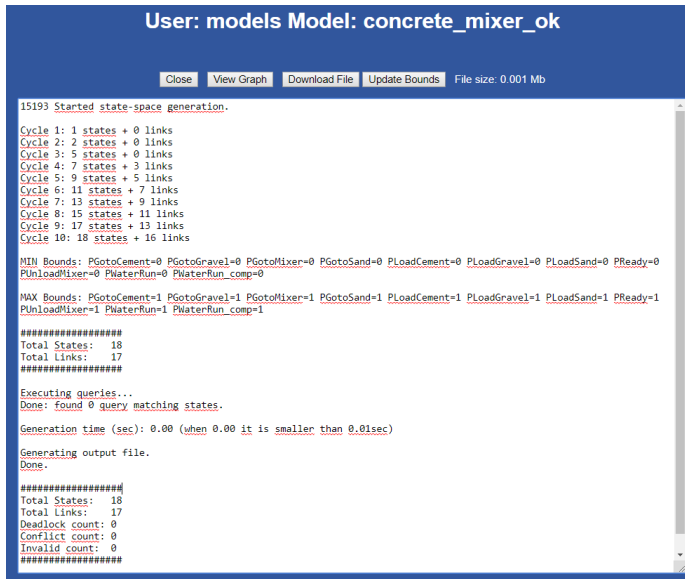 User: models Model: concrete_mixer_ok
Close View Graph Download File Update Bounds File size: 0.001 Mb
15193 Started state-space generation.
Cycle 1: 1 states + 0 links
Cycle 2: 2 states + 0 links
Cycle 3: 5 states + 0 links
Cycle 4: 7 states + 3 links
Cycle 5: 9 states + 5 links
Cycle 6: 11 states + 7 links
Cycle 7: 13 states + 9 links
Cycle 8: 15 states + 11 links
Cycle 9: 17 states + 13 links
Cycle 10: 18 states + 16 links
MIN Bounds: PGotoCement=0 PGotoGravel=0 PGotoMixer=0 PGotoSand=0 PLoadCement=0 PLoadGravel=0 PLoadSand=0 PReady=0
PUnloadMixer=0 PWaterRun=0 PWaterRun_comp=0
MAX Bounds: PGotoCement=1 PGotoGravel=1 PGotoMixer=1 PGotoSand=1 PLoadCement=1 PLoadGravel=1 PLoadSand=1 PReady=1
PUnloadMixer=1 PWaterRun=1 PWaterRun_comp=1
##################
Total States: 18
Total Links: 17
##################
Executing queries...
Done: found 0 query matching states.
Generation time (sec): 0.00 (when 0.00 it is smaller than 0.01sec)
Generating output file.
Done.
##################
Total States: 18
Total Links: 17
Deadlock count: 0
Conflict count: 0
Invalid count: 0
##################